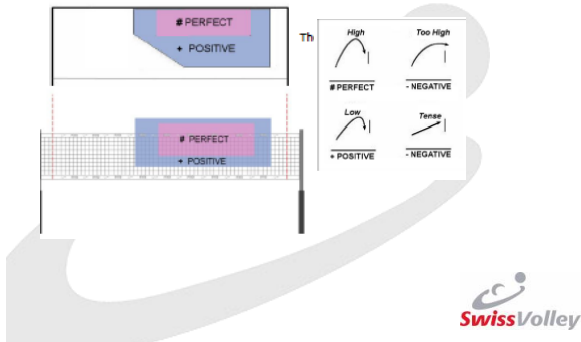 # PERFECT
+ POSITIVE
Th
High
# PERFECT
Too High
- NEGATIVE
Low
+ POSITIVE
Tense
- NEGATIVE
# PERFECT
+ POSITIVE
SwissVolley